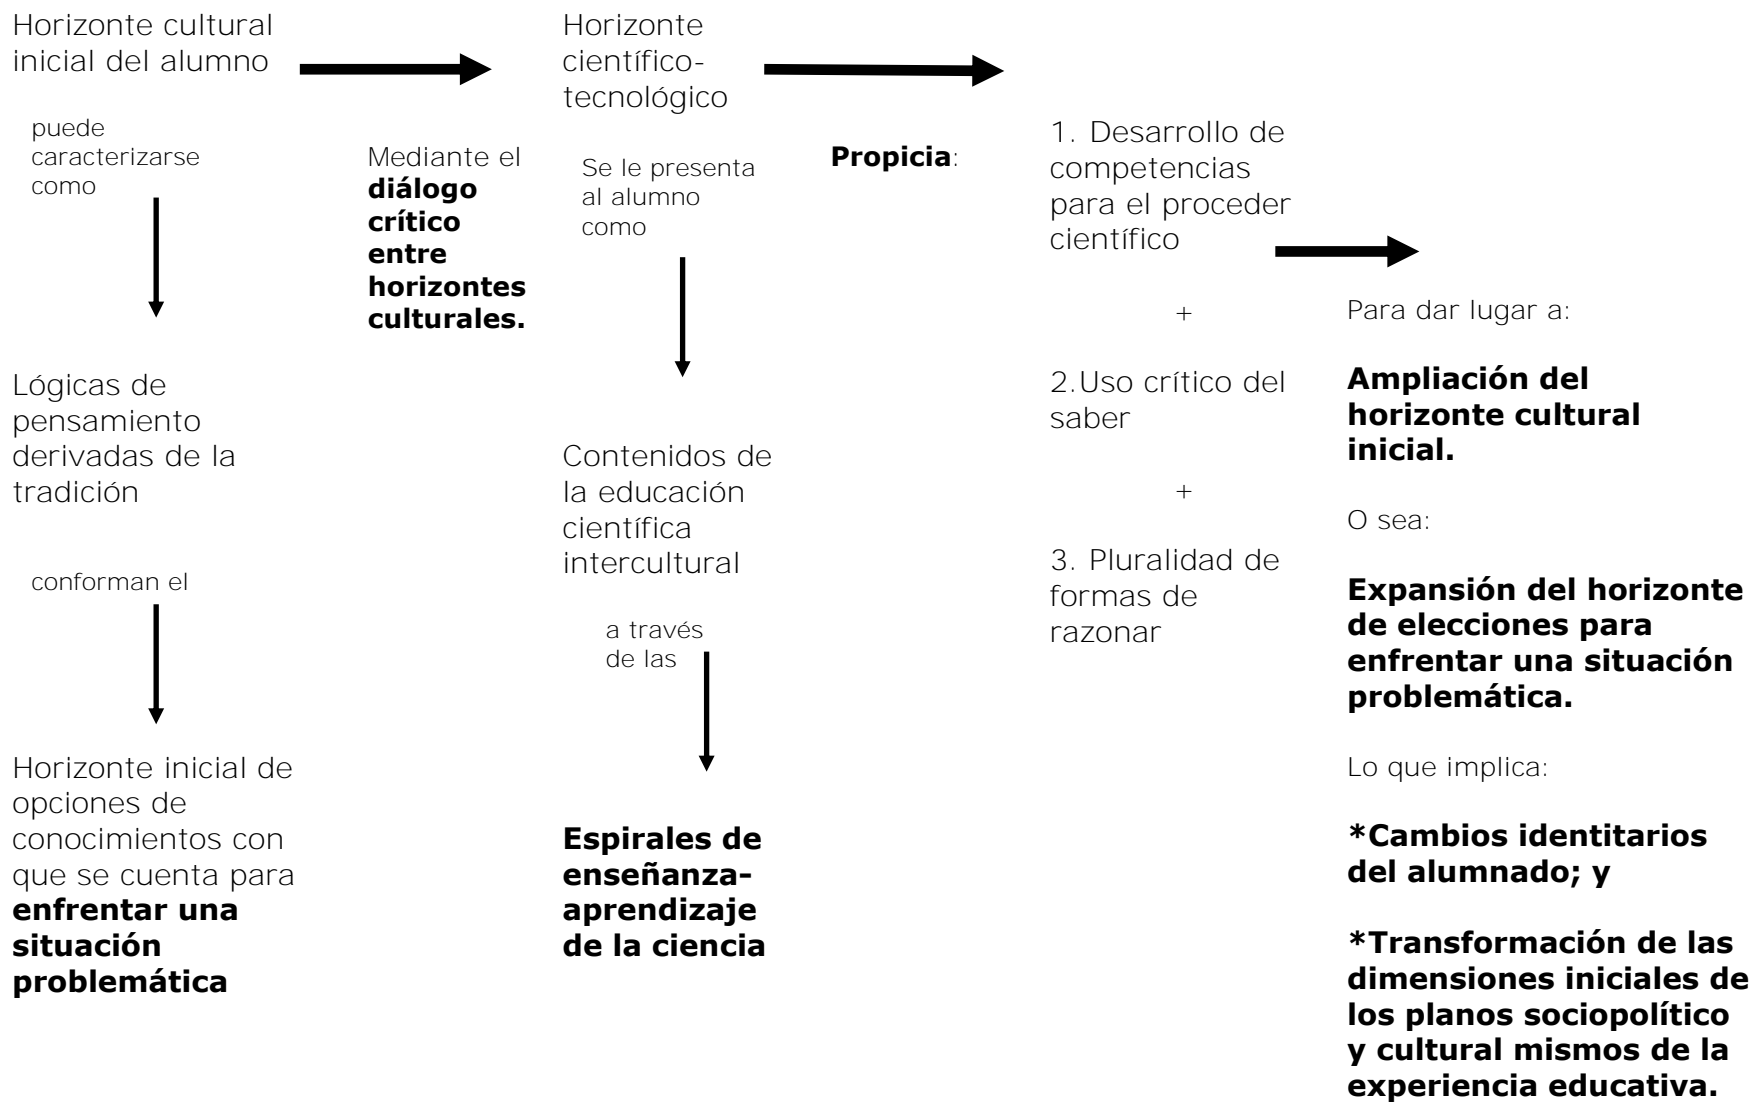 Horizonte cultural
inicial del alumno
puede
caracterizarse
como
Lógicas de
pensamiento
derivadas de la
tradición
conforman el
Horizonte inicial de
opciones de
conocimientos con
que se cuenta para
enfrentar una
situación
problemática
Mediante el
diálogo
crítico
entre
horizontes
culturales.
Horizonte
científico-
tecnológico
Se le presenta
al alumno
como
Contenidos de
la educación
científica
intercultural
a través
de las
Espirales de
enseñanza-
aprendizaje
de la ciencia
Propicia:
1. Desarrollo de
competencias
para el proceder
científico
+
2.Uso crítico del
saber
+
3. Pluralidad de
formas de
razonar
Para dar lugar a:
Ampliación del
horizonte cultural
inicial.
O sea:
Expansión del horizonte
de elecciones para
enfrentar una situación
problemática.
Lo que implica:
*Cambios identitarios
del alumnado; y
*Transformación de las
dimensiones iniciales de
los planos sociopolítico
y cultural mismos de la
experiencia educativa.